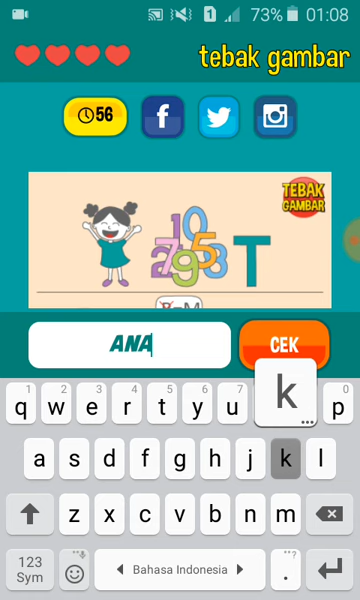 73% 01:08
tebak gambar
56
f
TEBAK
GAMBAR
10
7 5 3
2 9 8
T
ANA
CEK
k
1 2 3 4 5 6 7 0
q w e r t y u p
a s d f g h j k l
z x c v b n m
123
Sym
Bahasa Indonesia
.